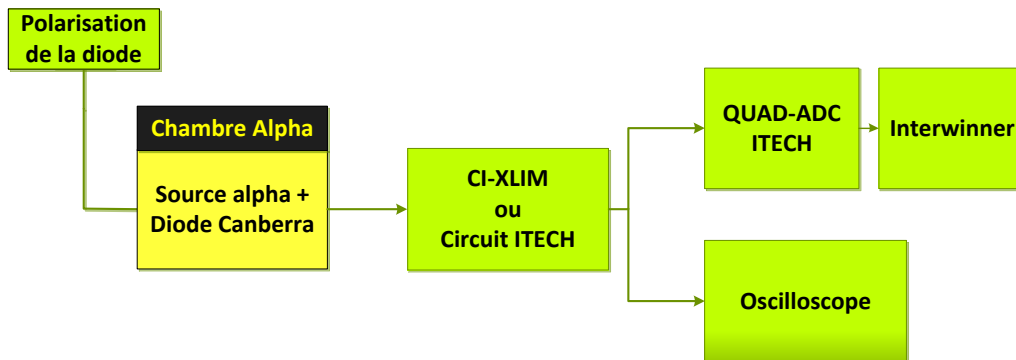 Polarisation
de la diode
Chambre Alpha
Source alpha +
Diode Canberra
CI-XLIM
ou
Circuit ITECH
QUAD-ADC
ITECH
Interwinner
Oscilloscope